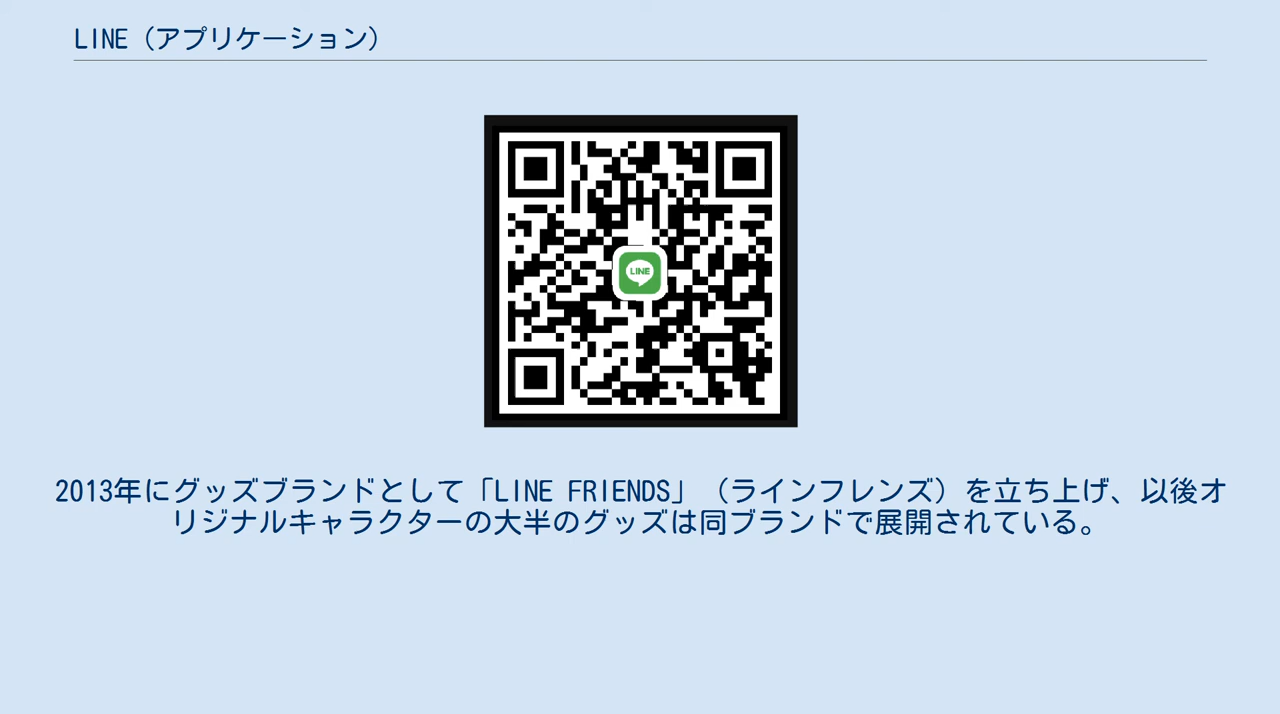 LINE（アプリケーション）
LINE
2013年にグッズブランドとして「LINE FRIENDS」（ラインフレンズ）を立ち上げ、以後オ
リジナルキャラクターの大半のグッズは同ブランドで展開されている。